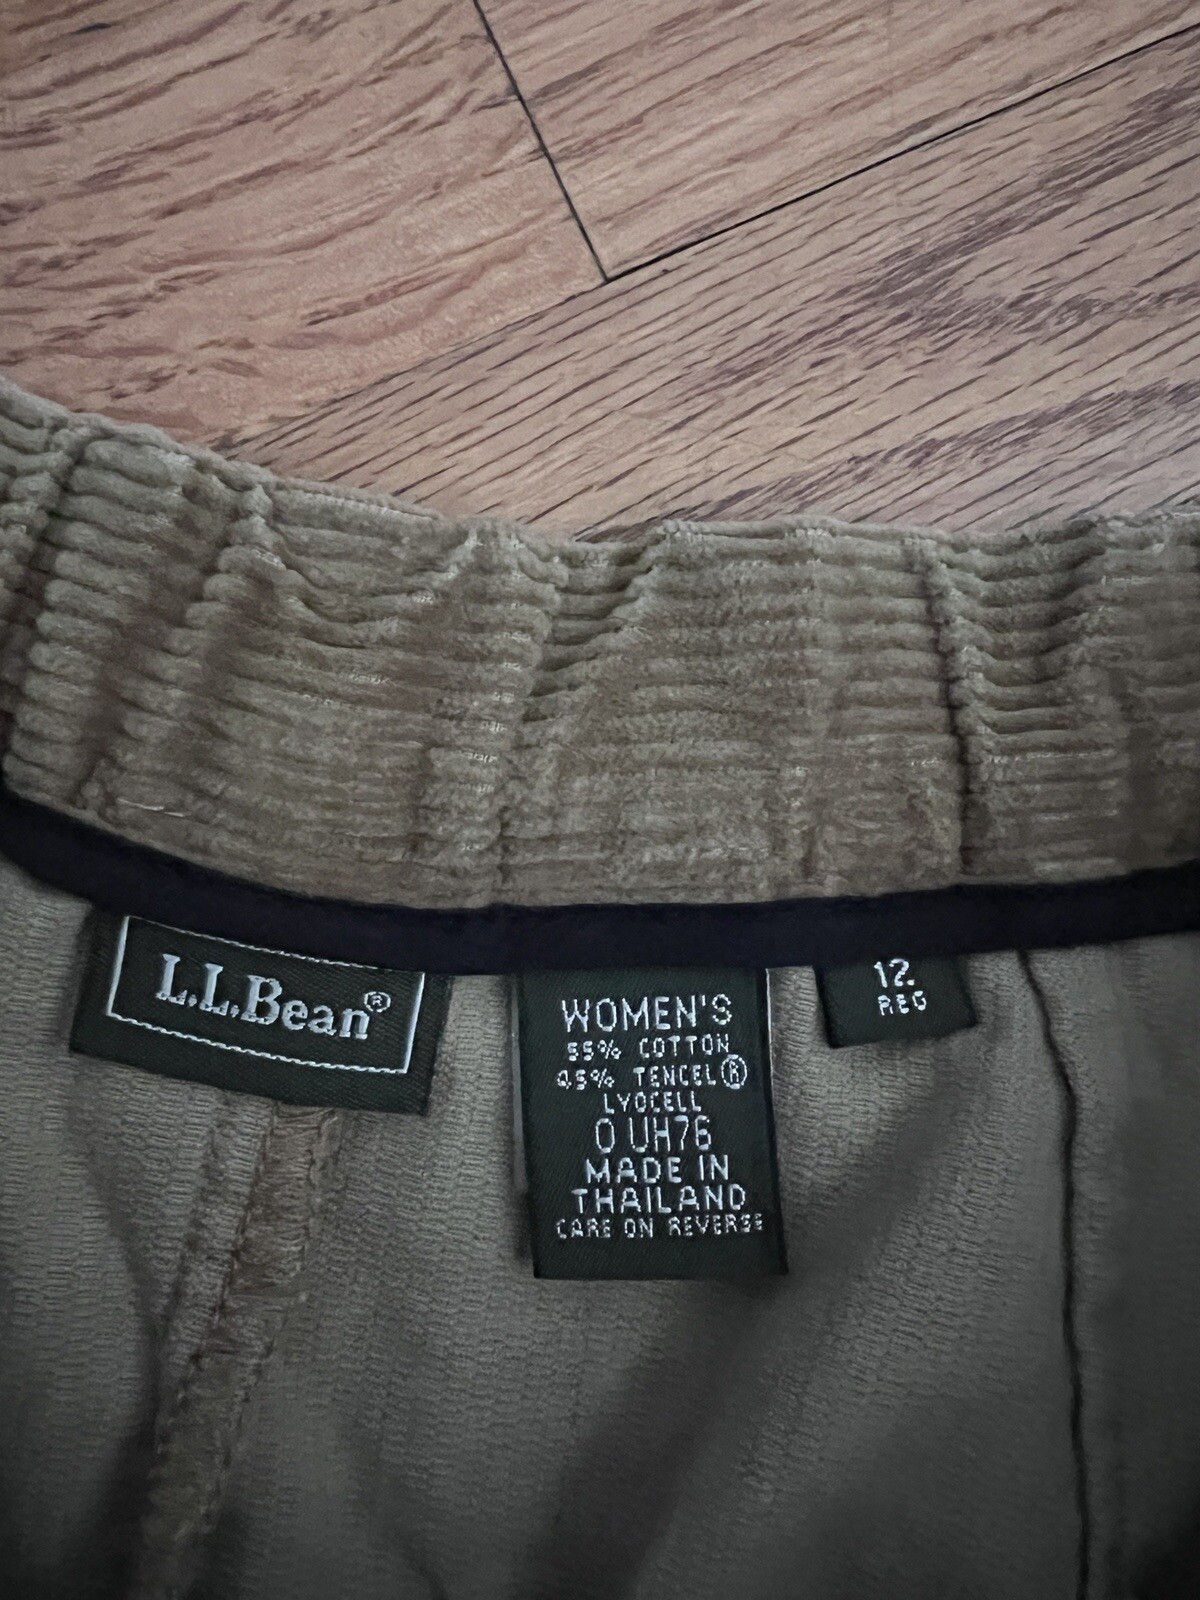 L.L.Bean®
WOMEN'S
55% COTTON
45% TENCEL®
LYOCELL
0 UH76
MADE IN
THAILAND
CARE ON REVERSE
12
REG